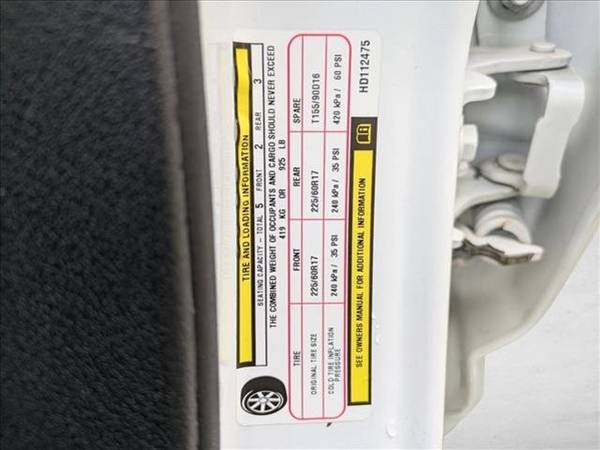 TIRE AND LOADING INFORMATION
SEATING CAPACITY – TOTAL 5 FRONT 2 REAR 3
THE COMBINED WEIGHT OF OCCUPANTS AND CARGO SHOULD NEVER EXCEED
419 KG OR 925 LB
TIRE FRONT REAR SPARE
ORIGINAL TIRE SIZE 225/60R17 225/60R17 T155/90D16
COLD TIRE INFLATION
PRESSURE 240 kPa / 35 PSI 240 kPa / 35 PSI 420 kPa / 60 PSI
SEE OWNERS MANUAL FOR ADDITIONAL INFORMATION
HD112475